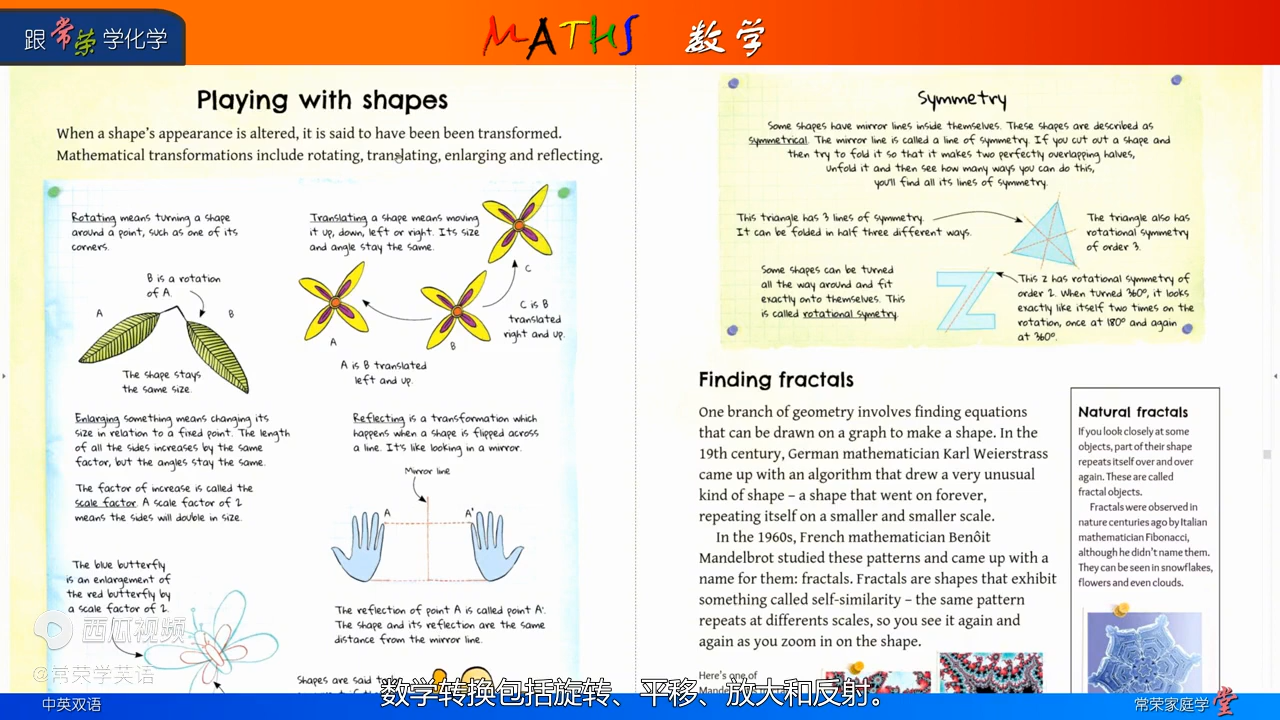 跟常荣学化学
MATHS 数学
Playing with shapes
When a shape's appearance is altered, it is said to have been been transformed.
Mathematical transformations include rotating, translating, enlarging and reflecting.
Rotating means turning a shape
around a point, such as one of its
corners.
B is a rotation
of A.
A
B
The shape stays
the same size.
Translating a shape means moving
it up, down, left or right. Its size
and angle stay the same.
C
C is B
translated
right and up.
A
B
A is B translated
left and up.
Enlarging something means changing its
size in relation to a fixed point. The length
of all the sides increases by the same
factor, but the angles stay the same.
The factor of increase is called the
scale factor. A scale factor of 2
means the sides will double in size.
The blue butterfly
is an enlargement of
the red butterfly by
a scale factor of 2.
Reflecting is a transformation which
happens when a shape is flipped across
a line. It's like looking in a mirror.
Mirror line
A
A'
The reflection of point A is called point A'.
The shape and its reflection are the same
distance from the mirror line.
Shapes are said t
Symmetry
Some shapes have mirror lines inside themselves. These shapes are described as
symmetrical. The mirror line is called a line of symmetry. If you cut out a shape and
then try to fold it so that it makes two perfectly overlapping halves,
unfold it and then see how many ways you can do this,
you'll find all its lines of symmetry.
This triangle has 3 lines of symmetry.
It can be folded in half three different ways.
The triangle also has
rotational symmetry
of order 3.
Some shapes can be turned
all the way around and fit
exactly onto themselves. This
is called rotational symetry.
This z has rotational symmetry of
order 2. When turned 360º, it looks
exactly like itself two times on the
rotation, once at 180º and again
at 360º.
Finding fractals
One branch of geometry involves finding equations
that can be drawn on a graph to make a shape. In the
19th century, German mathematician Karl Weierstrass
came up with an algorithm that drew a very unusual
kind of shape – a shape that went on forever,
repeating itself on a smaller and smaller scale.
In the 1960s, French mathematician Benôit
Mandelbrot studied these patterns and came up with a
name for them: fractals. Fractals are shapes that exhibit
something called self-similarity – the same pattern
repeats at differents scales, so you see it again and
again as you zoom in on the shape.
Here's one of
Natural fractals
If you look closely at some
objects, part of their shape
repeats itself over and over
again. These are called
fractal objects.
Fractals were observed in
nature centuries ago by Italian
mathematician Fibonacci,
although he didn't name them.
They can be seen in snowflakes,
flowers and even clouds.
西瓜视频
@常荣学英语
数学转换包括旋转、平移、放大和反射。
中英双语
常荣家庭学堂